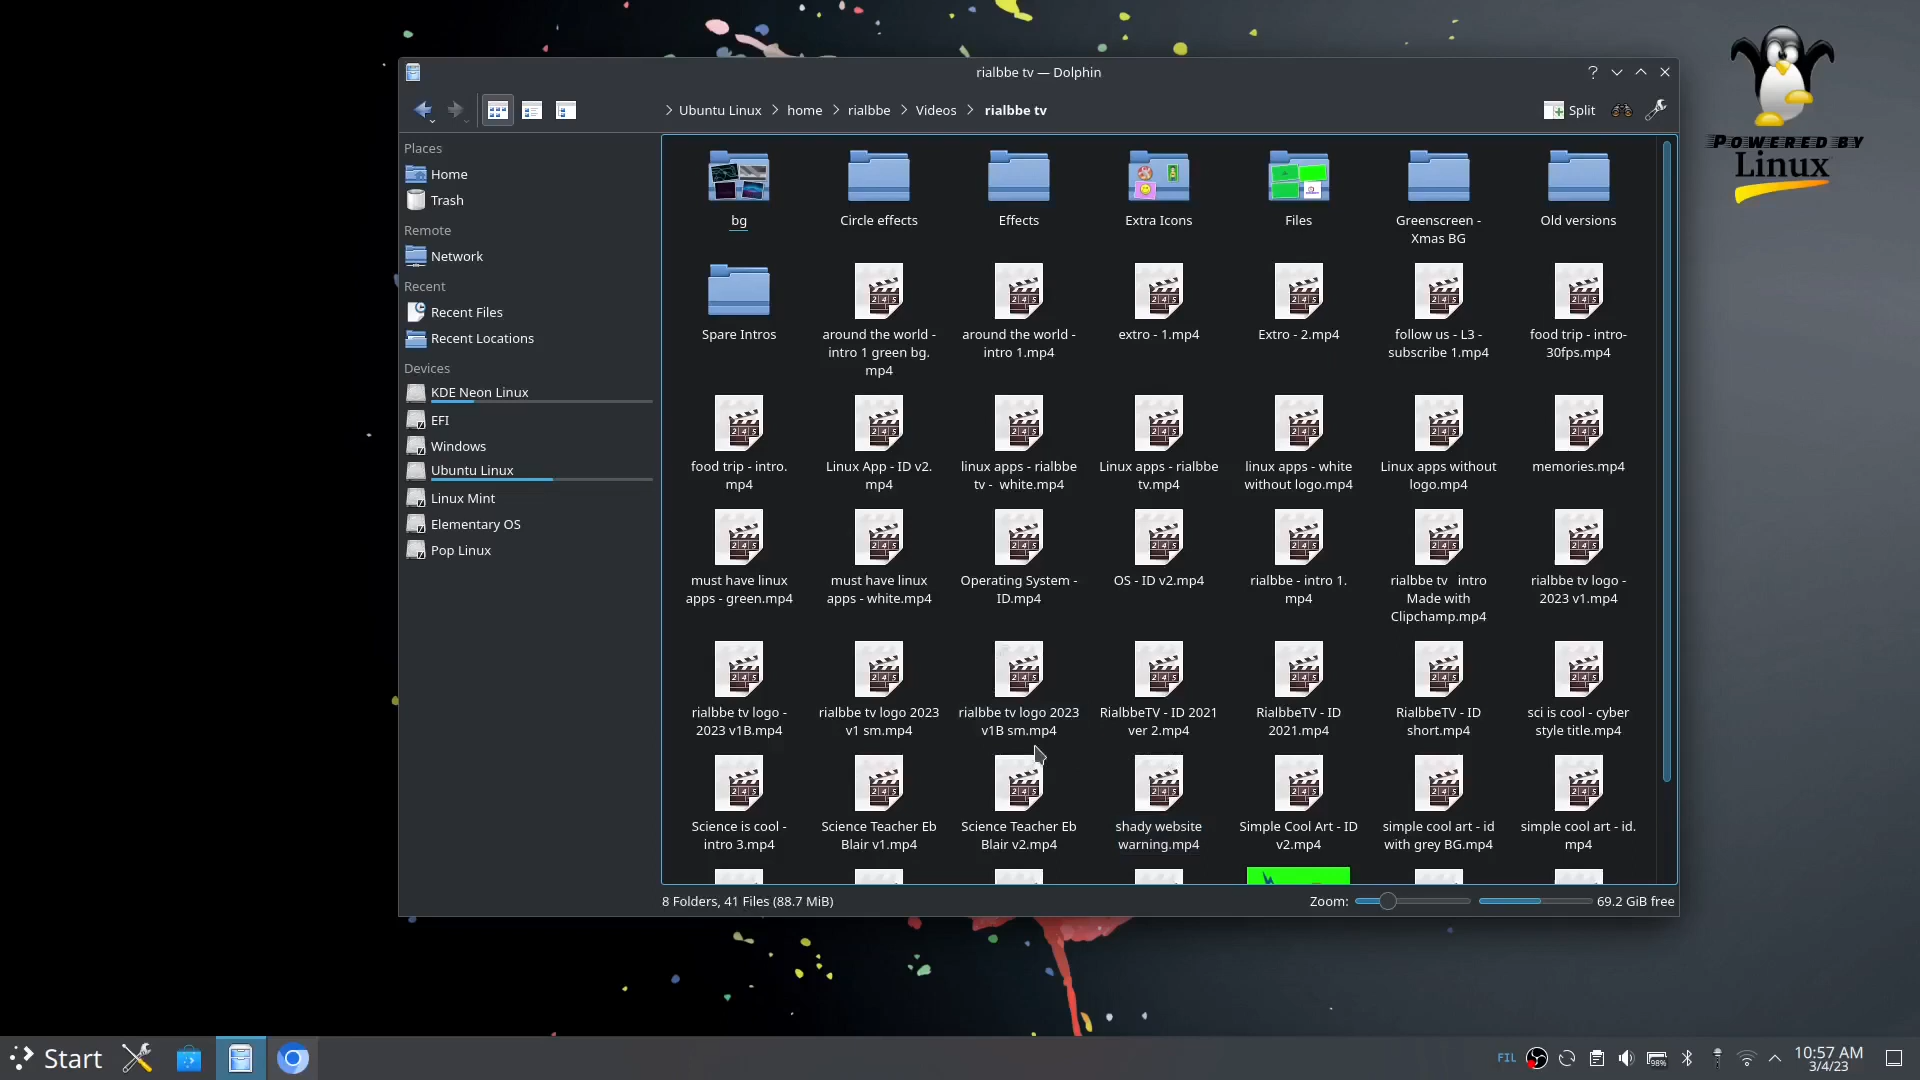 rialbbe tv — Dolphin
POWERED BY
Linux
Ubuntu Linux > home > rialbbe > Videos > rialbbe tv
Split
Places
Home
Trash
Remote
Network
Recent
Recent Files
Recent Locations
Devices
KDE Neon Linux
EFI
Windows
Ubuntu Linux
Linux Mint
Elementary OS
Pop Linux
bg
Circle effects
Effects
Extra Icons
Files
Greenscreen -
Xmas BG
Old versions
Spare Intros
around the world -
intro 1 green bg.
mp4
around the world -
intro 1.mp4
extro - 1.mp4
Extro - 2.mp4
follow us - L3 -
subscribe 1.mp4
food trip - intro-
30fps.mp4
food trip - intro.
mp4
Linux App - ID v2.
mp4
linux apps - rialbbe
tv -  white.mp4
Linux apps - rialbbe
tv.mp4
linux apps - white
without logo.mp4
Linux apps without
logo.mp4
memories.mp4
must have linux
apps - green.mp4
must have linux
apps - white.mp4
Operating System -
ID.mp4
OS - ID v2.mp4
rialbbe - intro 1.
mp4
rialbbe tv   intro
Made with
Clipchamp.mp4
rialbbe tv logo -
2023 v1.mp4
rialbbe tv logo -
2023 v1B.mp4
rialbbe tv logo 2023
v1 sm.mp4
rialbbe tv logo 2023
v1B sm.mp4
RialbbeTV - ID 2021
ver 2.mp4
RialbbeTV - ID
2021.mp4
RialbbeTV - ID
short.mp4
sci is cool - cyber
style title.mp4
Science is cool -
intro 3.mp4
Science Teacher Eb
Blair v1.mp4
Science Teacher Eb
Blair v2.mp4
shady website
warning.mp4
Simple Cool Art - ID
v2.mp4
simple cool art - id
with grey BG.mp4
simple cool art - id.
mp4
8 Folders, 41 Files (88.7 MiB)
Zoom:
69.2 GiB free
Start
FIL
98%
10:57 AM
3/4/23